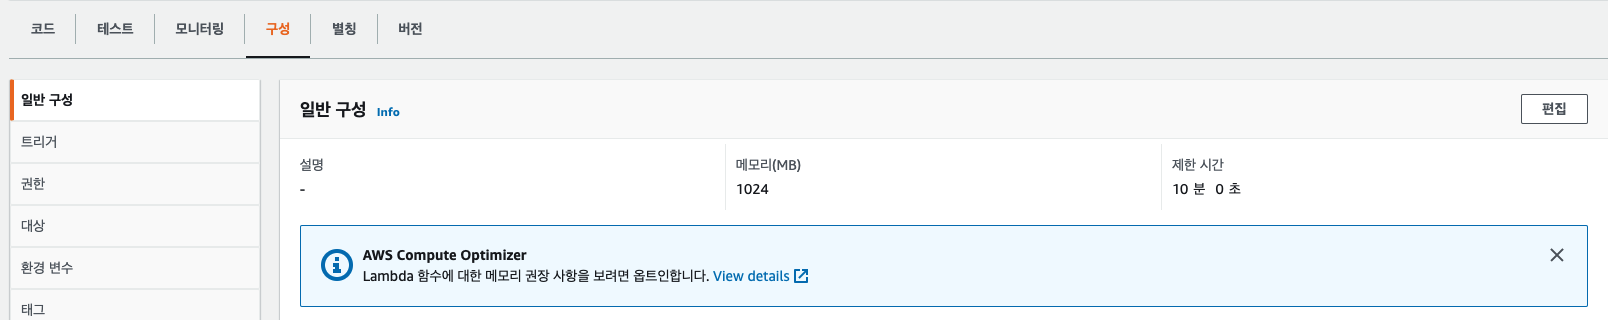 코드 테스트 모니터링 구성 별칭 버전
일반 구성
트리거
권한
대상
환경 변수
태그
일반 구성 Info
편집
설명
-
메모리(MB)
1024
제한 시간
10 분 0 초
AWS Compute Optimizer
Lambda 함수에 대한 메모리 권장 사항을 보려면 옵트인합니다. View details